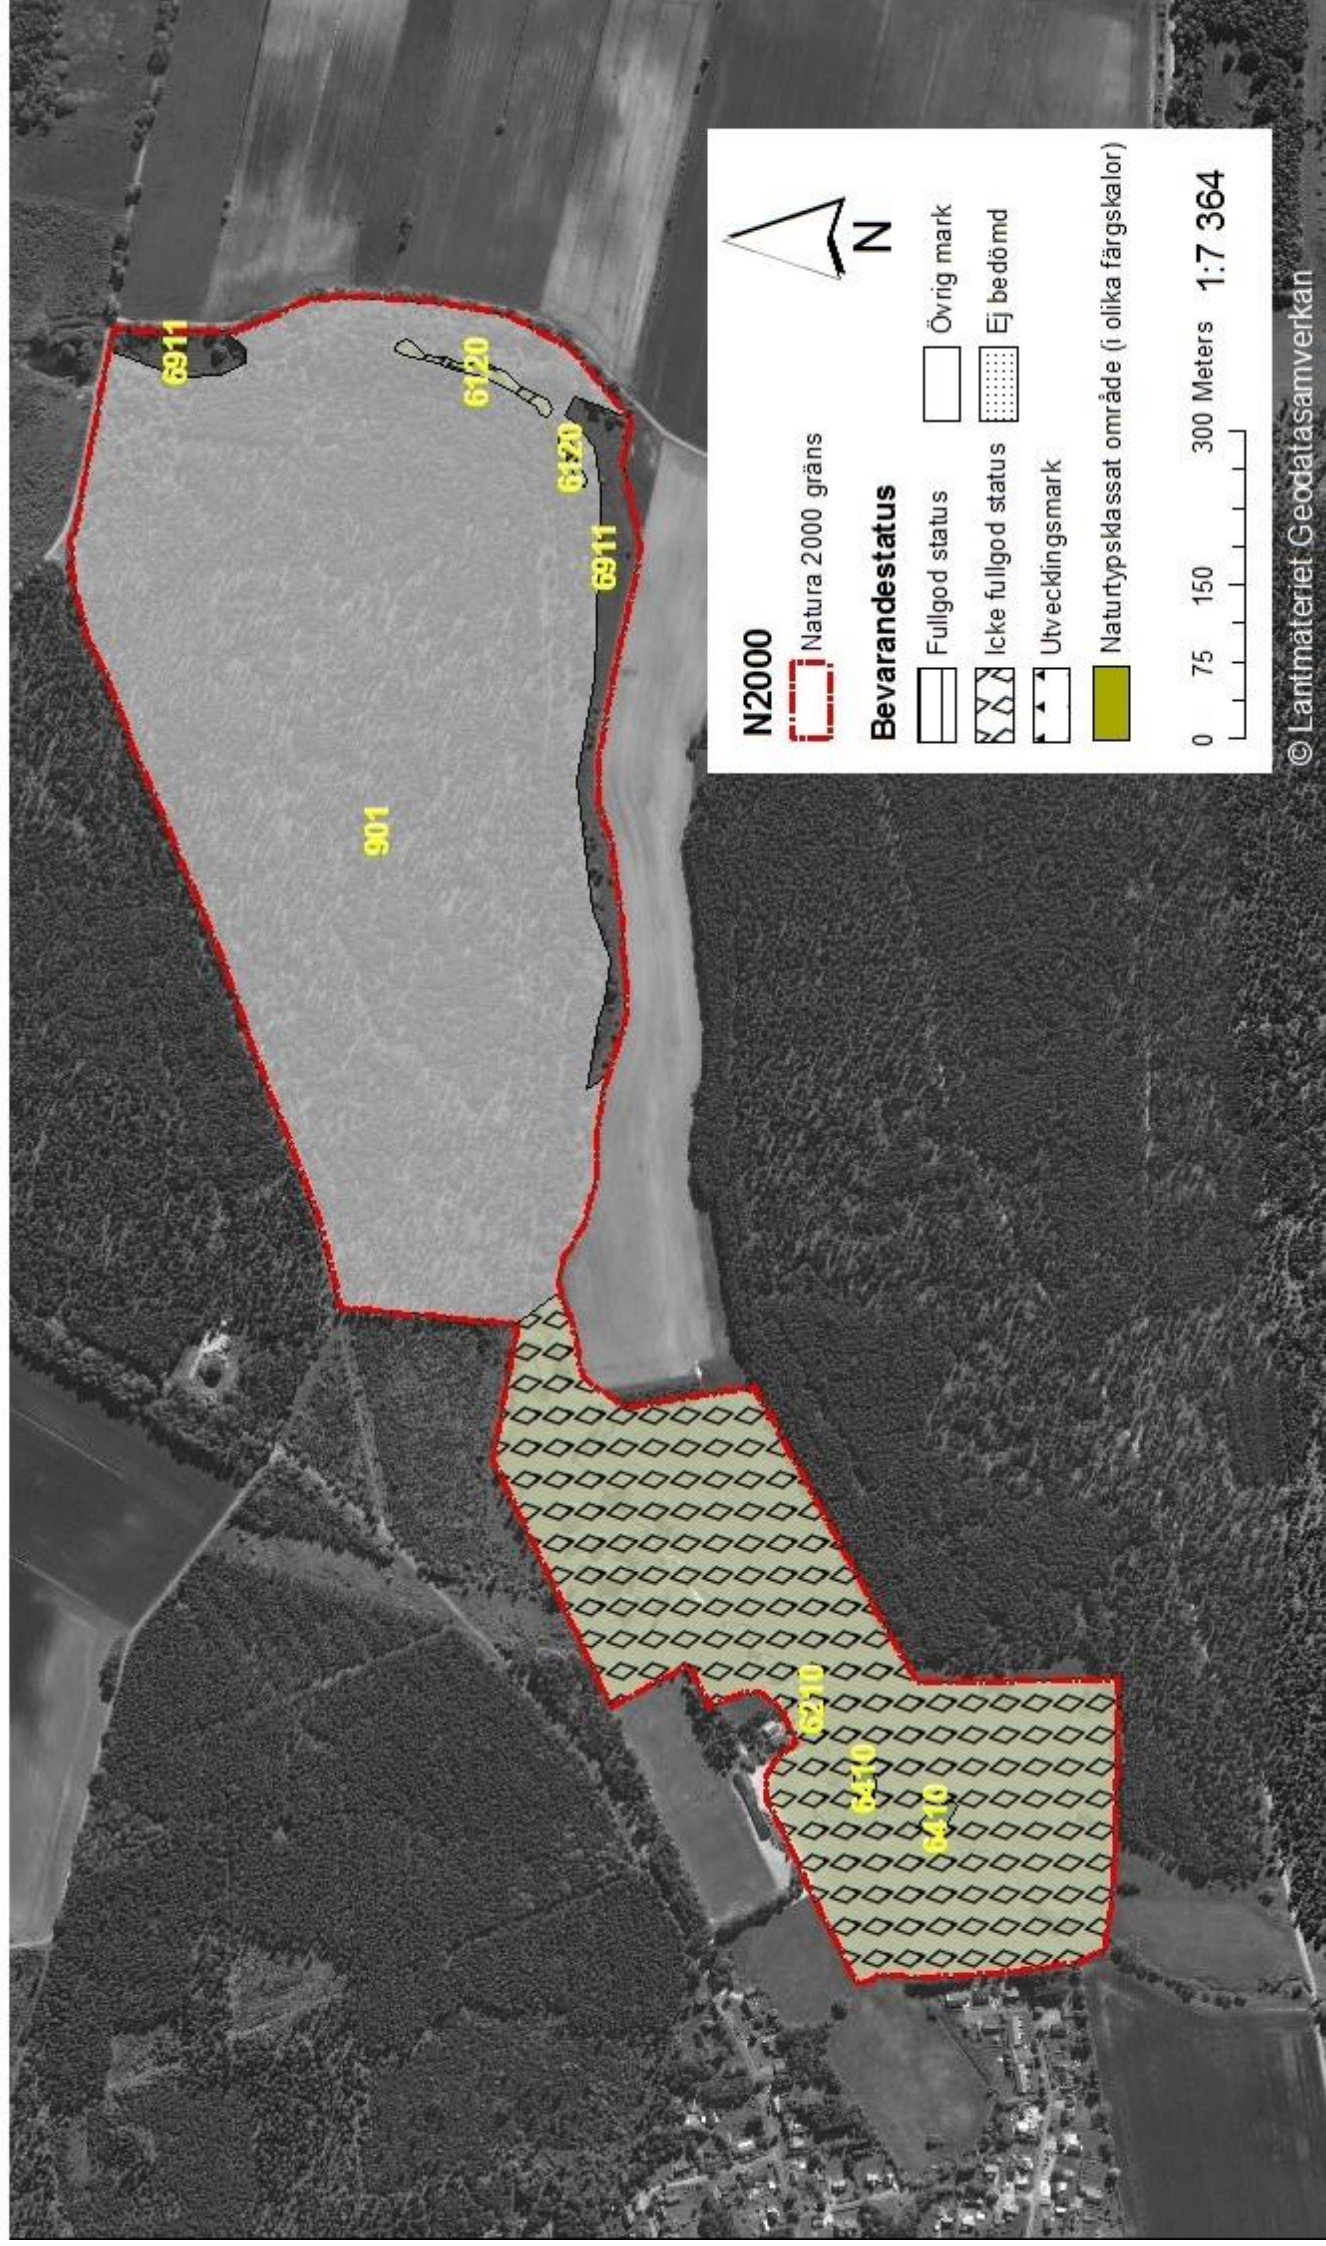 6911
6120
6120
6911
901
6210
6410
6410
N2000
Natura 2000 gräns
Bevarandestatus
Fullgod status
Icke fullgod status
Utvecklingsmark
Naturtypsklassat område (i olika färgskalor)
Övrig mark
Ej bedömd
N
0 75 150 300 Meters 1:7 364
© Lantmäteriet Geodatasamverkan